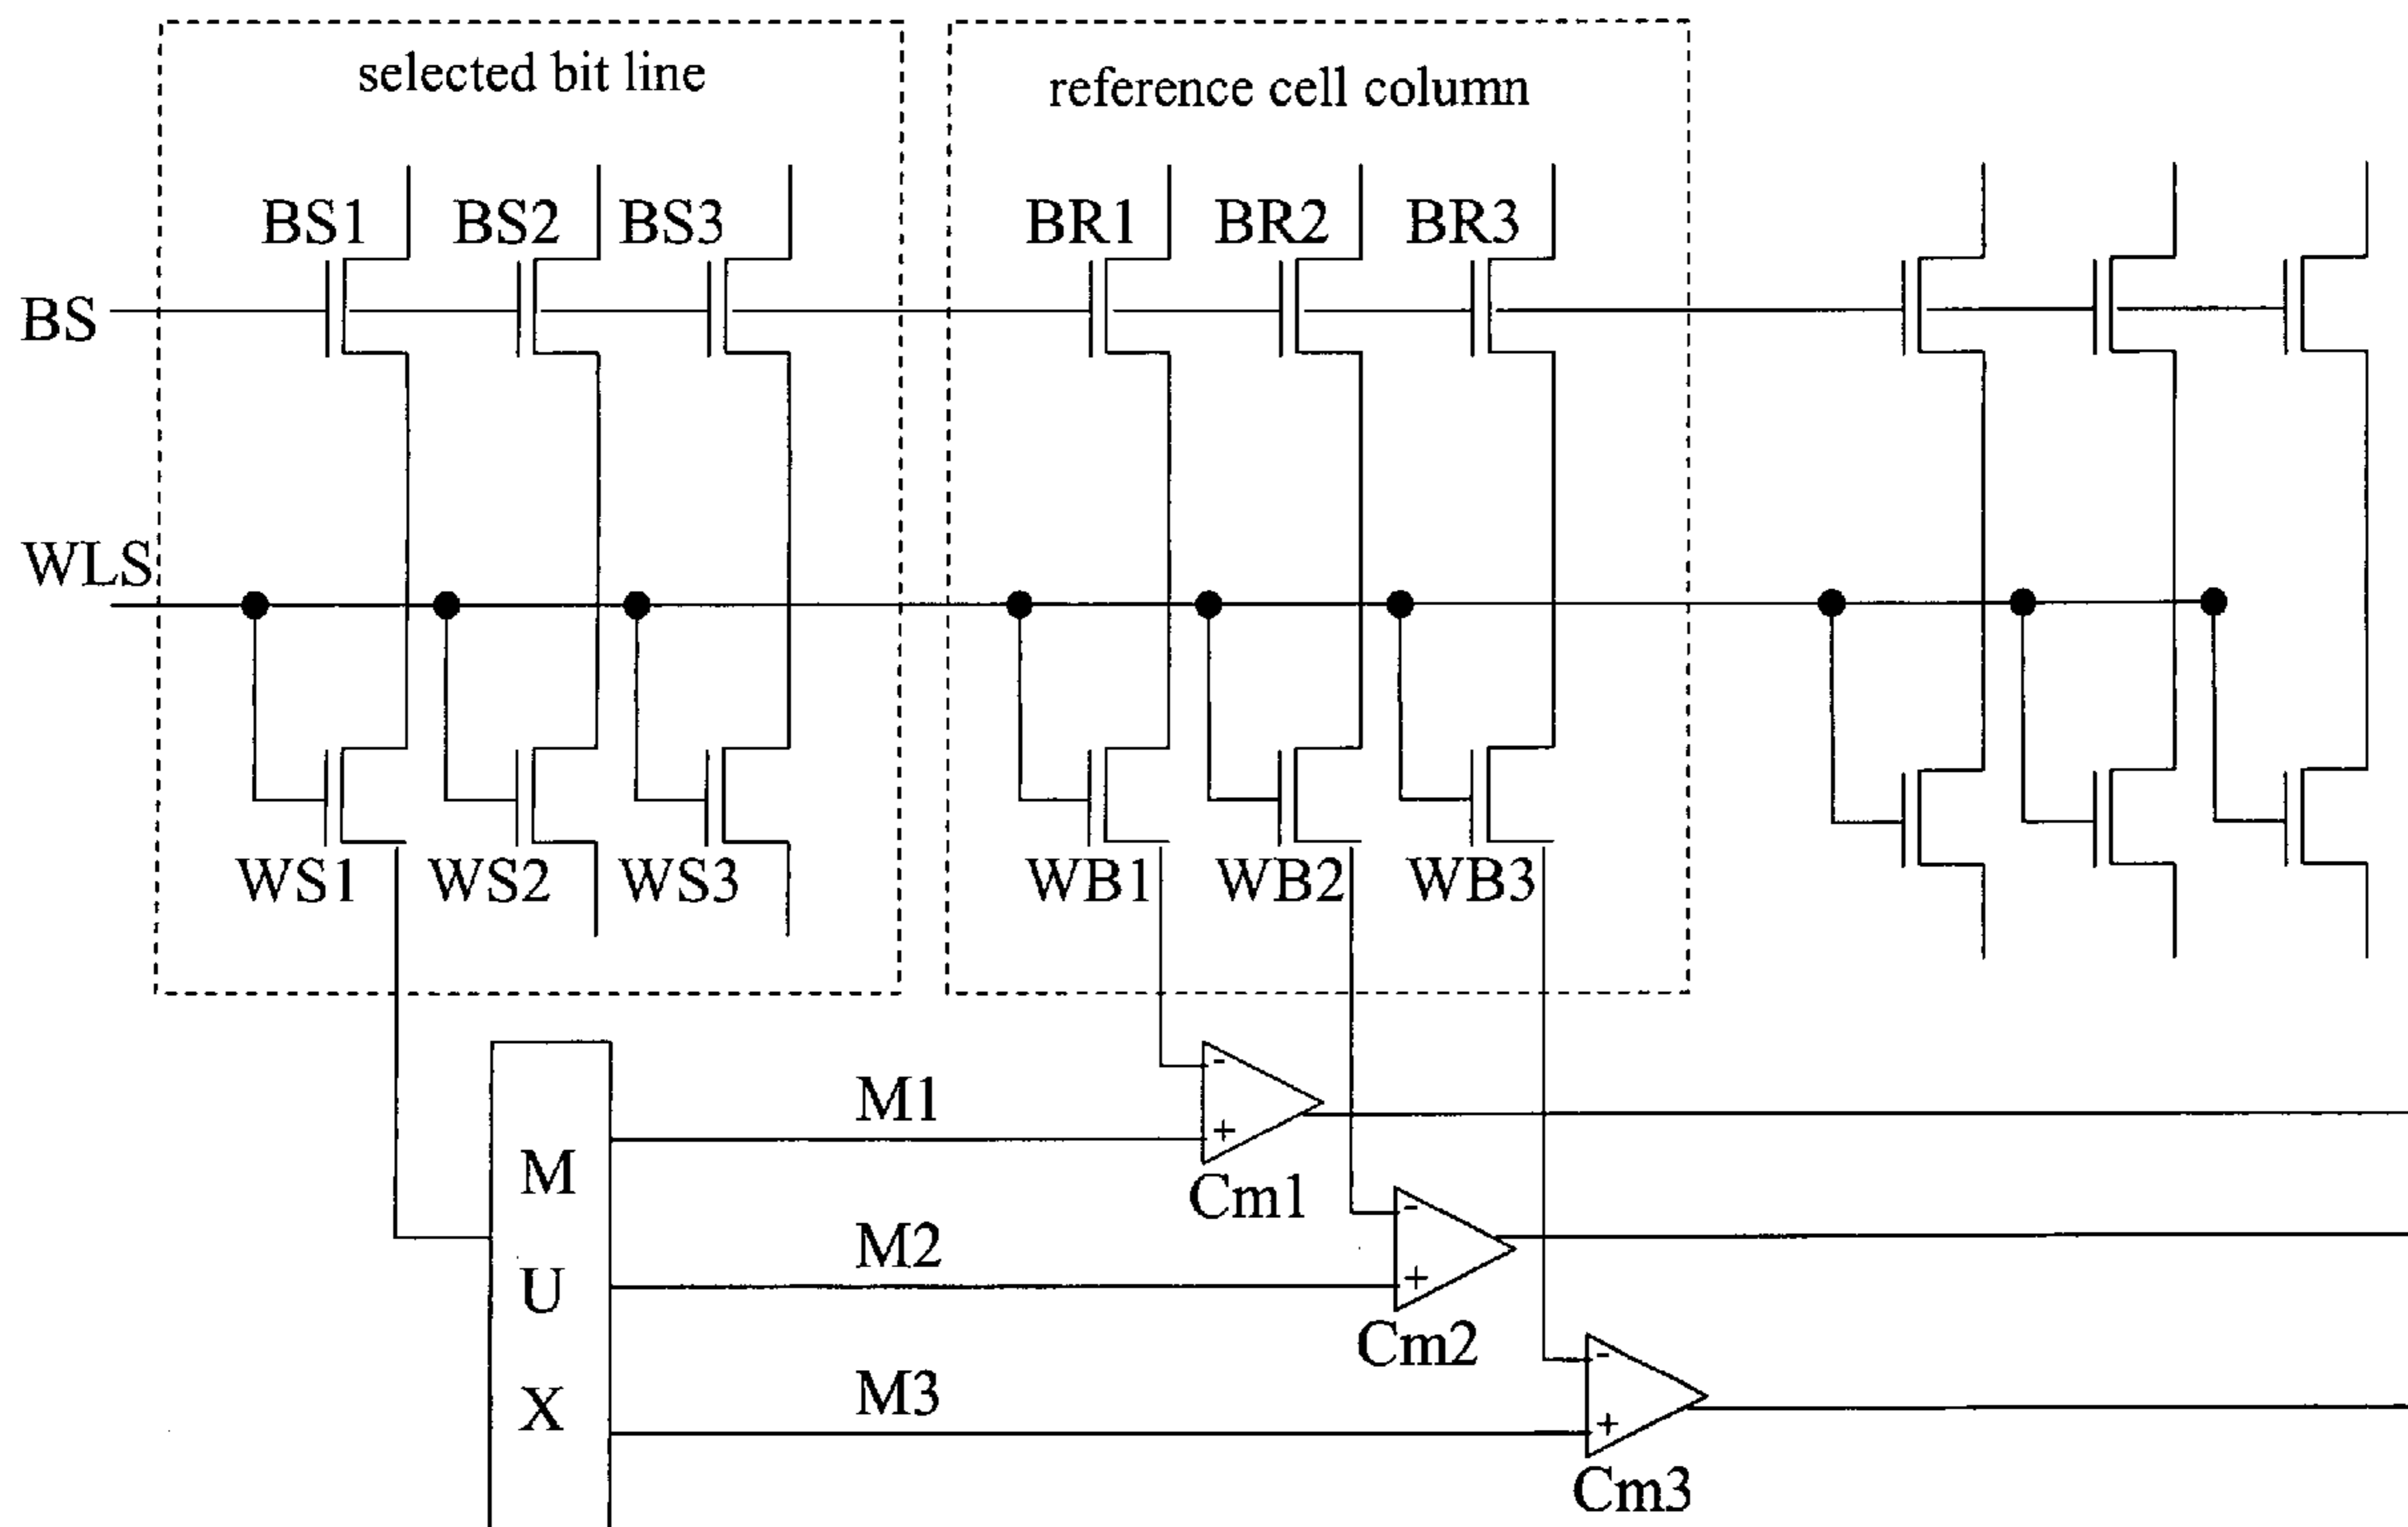 selected bit line
reference cell column
BS1 BS2 BS3 BR1 BR2 BR3
BS
WLS
WS1 WS2 WS3 WB1 WB2 WB3
-
M1
+
M
Cm1
-
M2
+
U
Cm2
-
M3
X
+
Cm3